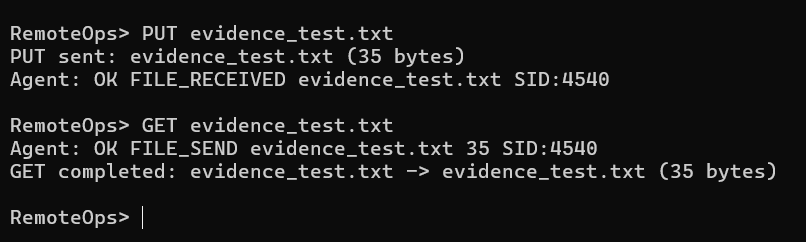 RemoteOps> PUT evidence_test.txt
PUT sent: evidence_test.txt (35 bytes)
Agent: OK FILE_RECEIVED evidence_test.txt SID:4540
RemoteOps> GET evidence_test.txt
Agent: OK FILE_SEND evidence_test.txt 35 SID:4540
GET completed: evidence_test.txt -> evidence_test.txt (35 bytes)
RemoteOps>